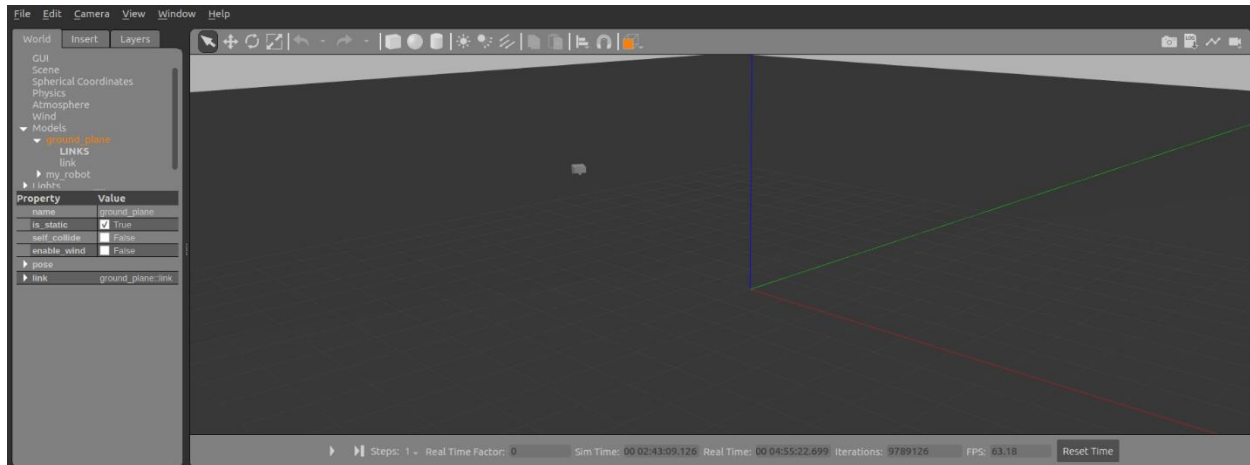 File Edit Camera View Window Help
World Insert Layers
GUI
Scene
Spherical Coordinates
Physics
Atmosphere
Wind
Models
ground_plane
LINKS
link
my_robot
Lights
Property Value
name ground_plane
is_static True
self_collide False
enable_wind False
pose
link ground_plane::link
Steps: 1 Real Time Factor: 0 Sim Time: 00 02:43:09.126 Real Time: 00 04:55:22.699 Iterations: 9789126 FPS: 63.18 Reset Time